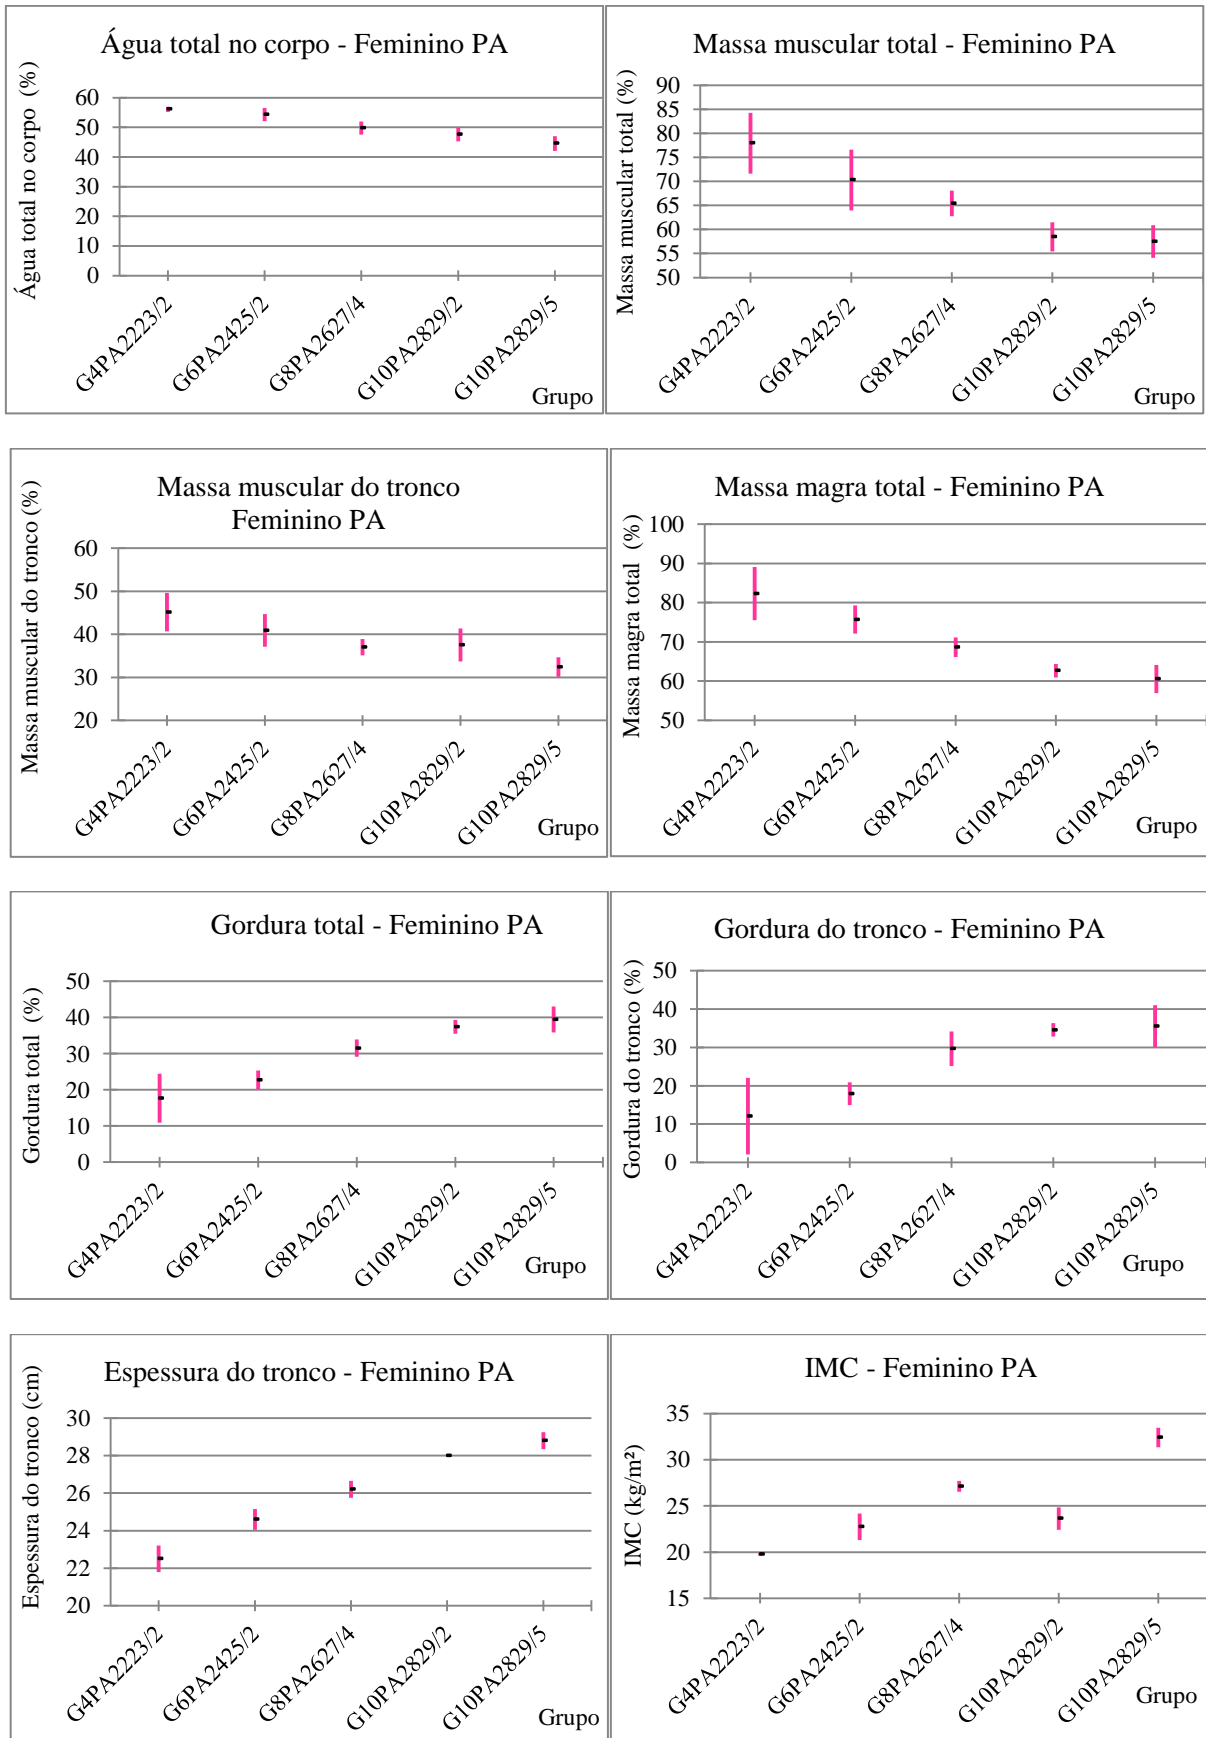 Água total no corpo - Feminino PA
Água total no corpo (%)
60
50
40
30
20
10
0
G4PA2223/2
G6PA2425/2
G8PA2627/4
G10PA2829/2
G10PA2829/5
Grupo
Massa muscular total - Feminino PA
Massa muscular total (%)
90
85
80
75
70
65
60
55
50
G4PA2223/2
G6PA2425/2
G8PA2627/4
G10PA2829/2
G10PA2829/5
Grupo
Massa muscular do tronco
Feminino PA
Massa muscular do tronco (%)
60
50
40
30
20
G4PA2223/2
G6PA2425/2
G8PA2627/4
G10PA2829/2
G10PA2829/5
Grupo
Massa magra total - Feminino PA
Massa magra total (%)
100
90
80
70
60
50
G4PA2223/2
G6PA2425/2
G8PA2627/4
G10PA2829/2
G10PA2829/5
Grupo
Gordura total - Feminino PA
Gordura total (%)
50
40
30
20
10
0
G4PA2223/2
G6PA2425/2
G8PA2627/4
G10PA2829/2
G10PA2829/5
Grupo
Gordura do tronco - Feminino PA
Gordura do tronco (%)
50
40
30
20
10
0
G4PA2223/2
G6PA2425/2
G8PA2627/4
G10PA2829/2
G10PA2829/5
Grupo
Espessura do tronco - Feminino PA
Espessura do tronco (cm)
30
28
26
24
22
20
G4PA2223/2
G6PA2425/2
G8PA2627/4
G10PA2829/2
G10PA2829/5
Grupo
IMC - Feminino PA
IMC (kg/m²)
35
30
25
20
15
G4PA2223/2
G6PA2425/2
G8PA2627/4
G10PA2829/2
G10PA2829/5
Grupo